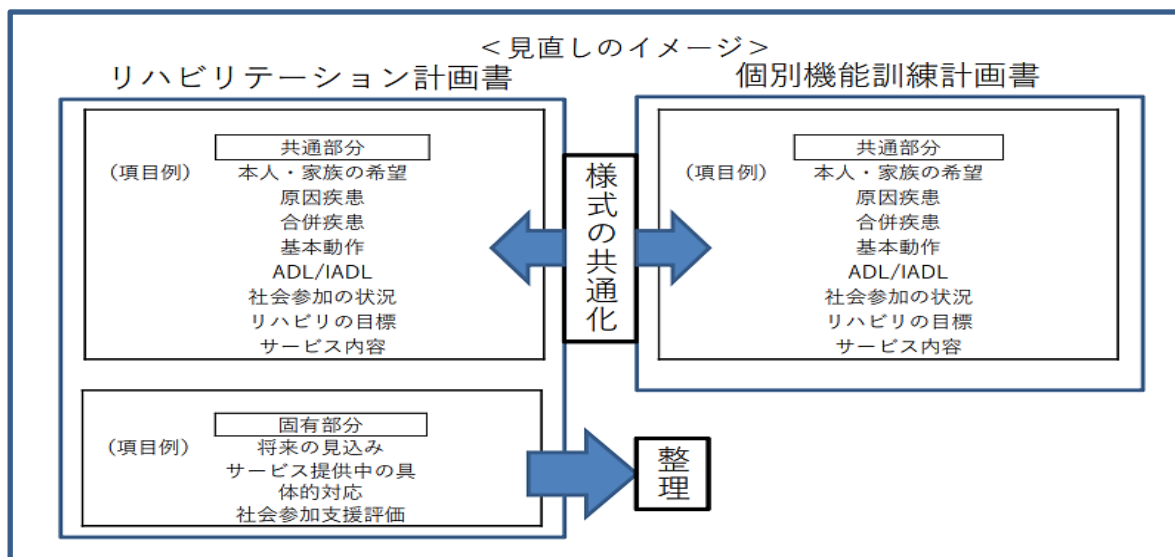 ＜見直しのイメージ＞
リハビリテーション計画書
共通部分
(項目例)
本人・家族の希望
原因疾患
合併疾患
基本動作
ADL/IADL
社会参加の状況
リハビリの目標
サービス内容
固有部分
(項目例)
将来の見込み
サービス提供中の具
体的対応
社会参加支援評価
様式の共通化
整理
個別機能訓練計画書
共通部分
(項目例)
本人・家族の希望
原因疾患
合併疾患
基本動作
ADL/IADL
社会参加の状況
リハビリの目標
サービス内容